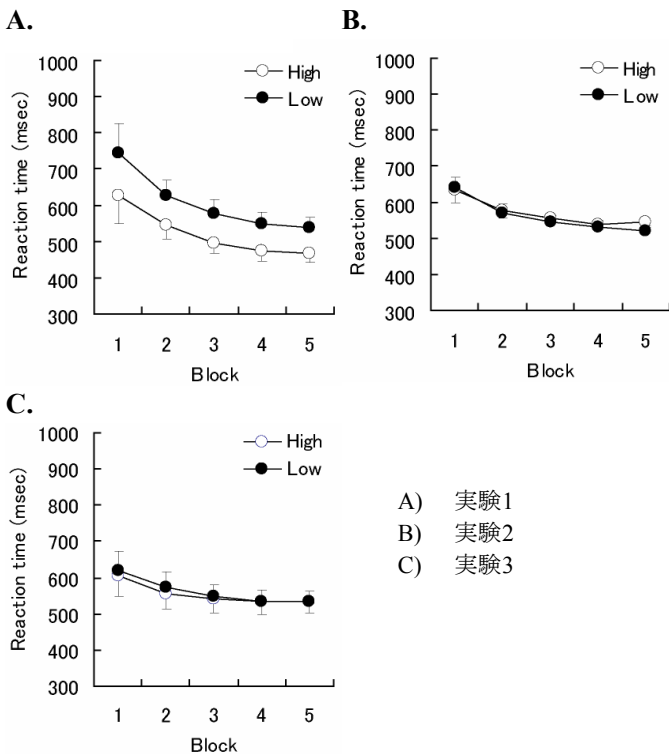 A.
1000
900
800
700
600
500
400
300
Reaction time (msec)
High
Low
1 2 3 4 5
Block
B.
1000
900
800
700
600
500
400
300
Reaction time (msec)
High
Low
1 2 3 4 5
Block
C.
1000
900
800
700
600
500
400
300
Reaction time (msec)
High
Low
1 2 3 4 5
Block
A) 実験1
B) 実験2
C) 実験3